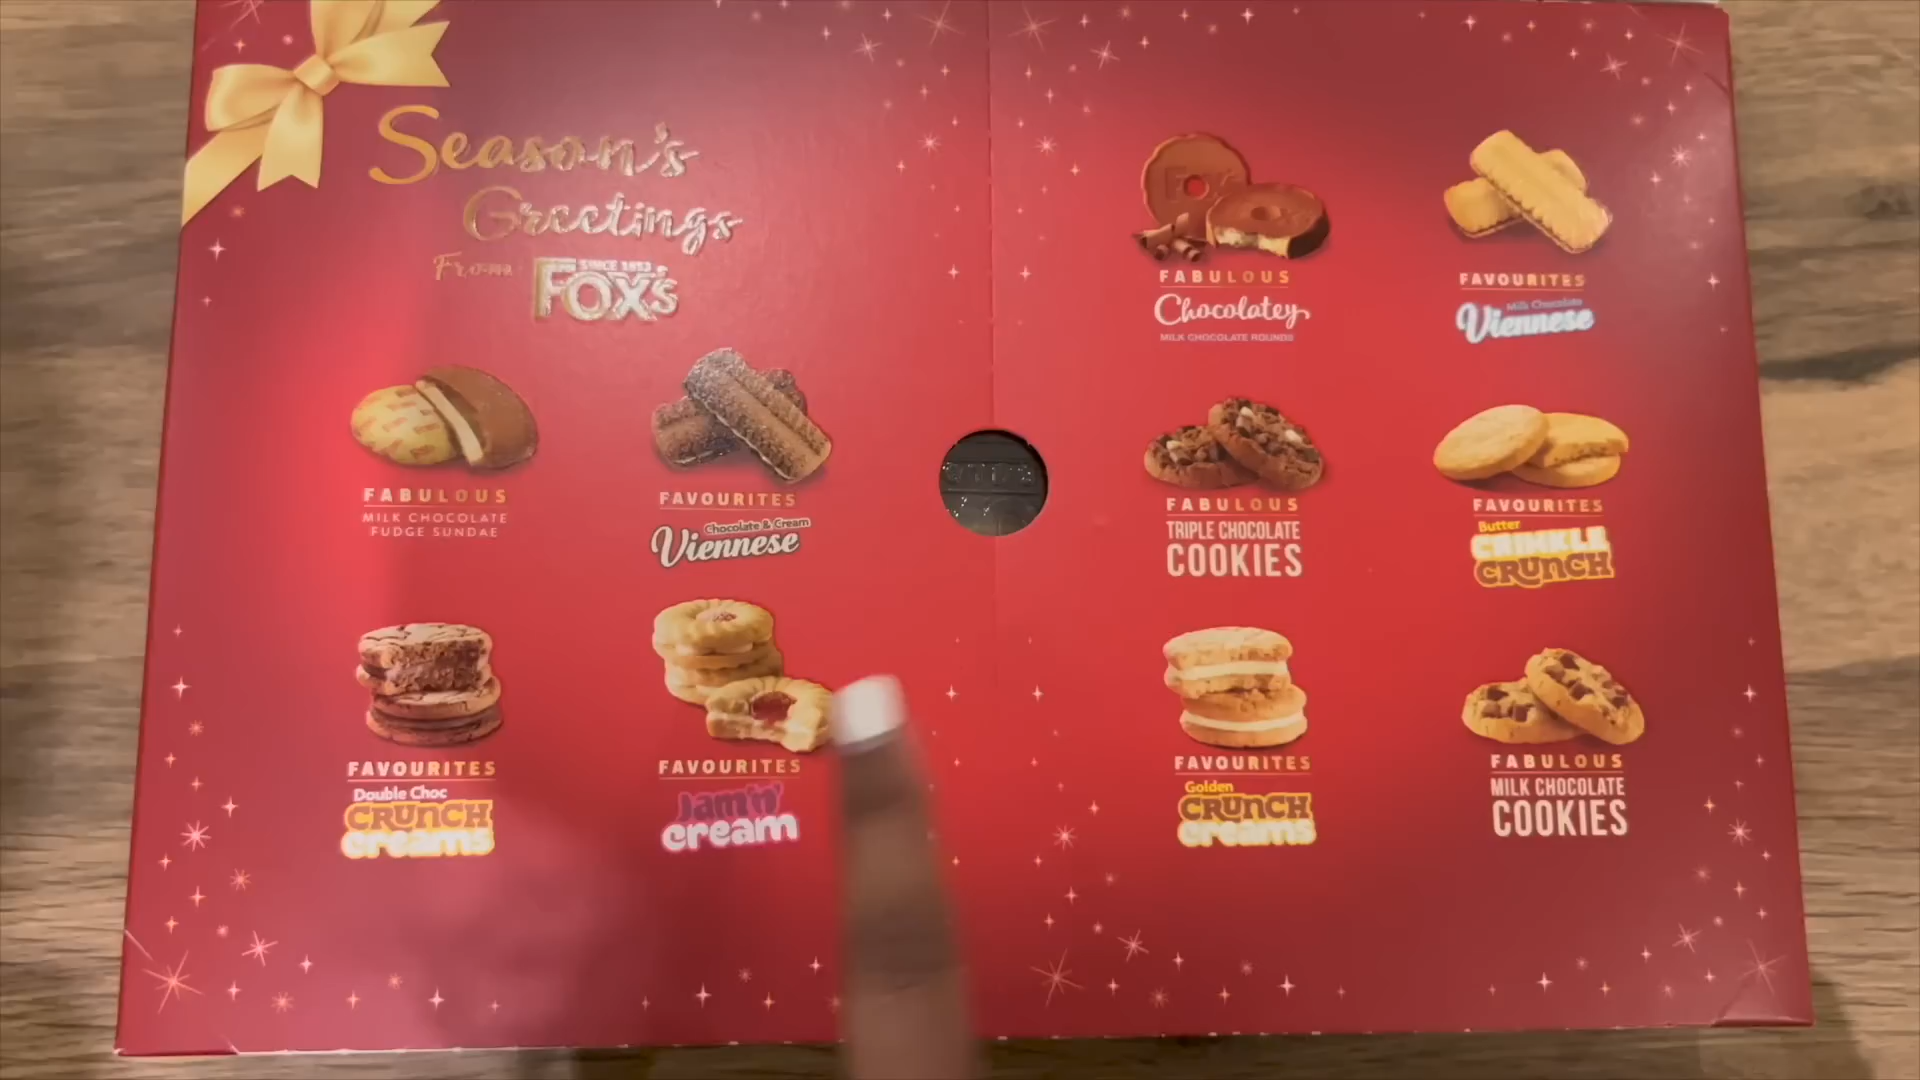 Season's
Greetings
From
SINCE 1853
FOX's
FABULOUS
MILK CHOCOLATE
FUDGE SUNDAE
FAVOURITES
Chocolate & Cream
Viennese
FAVOURITES
Double Choc
CRUNCH
creams
FAVOURITES
Jam 'n'
cream
FABULOUS
Chocolatey
MILK CHOCOLATE ROUNDS
FAVOURITES
Milk Chocolate
Viennese
FABULOUS
TRIPLE CHOCOLATE
COOKIES
FAVOURITES
Butter
CRINKLE
CRUNCH
FAVOURITES
Golden
CRUNCH
creams
FABULOUS
MILK CHOCOLATE
COOKIES